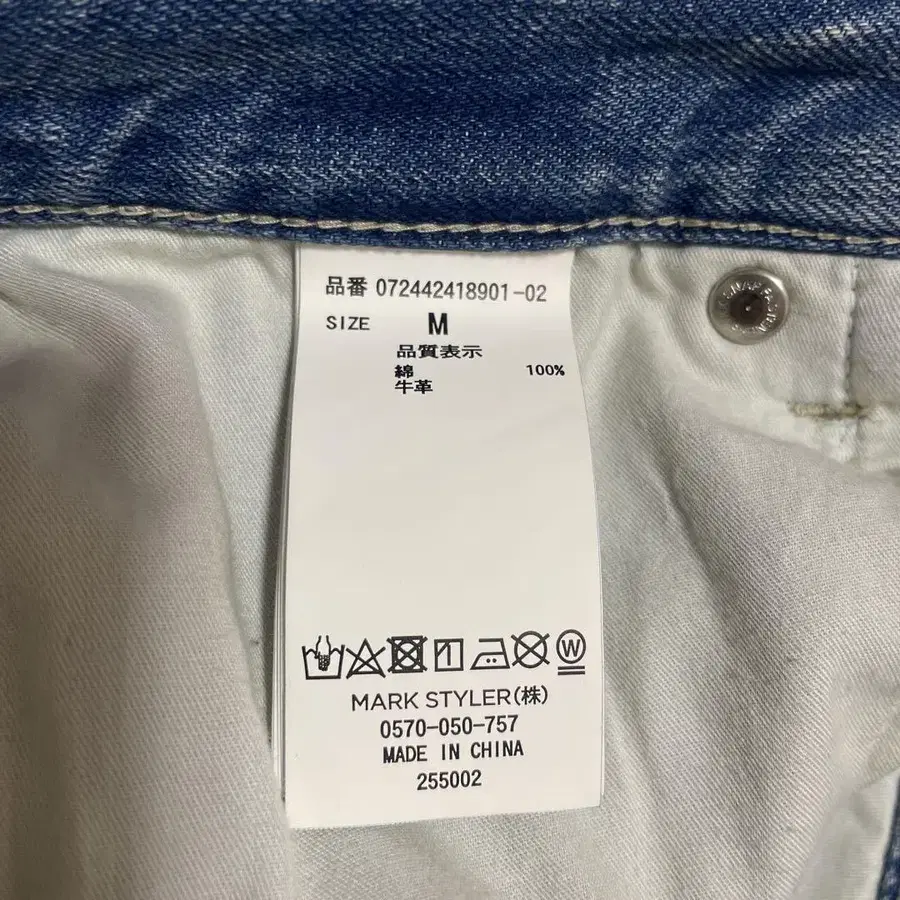 品番 072442418901-02
SIZE M
品質表示
綿 100%
牛革
W
MARK STYLER(株)
0570-050-757
MADE IN CHINA
255002